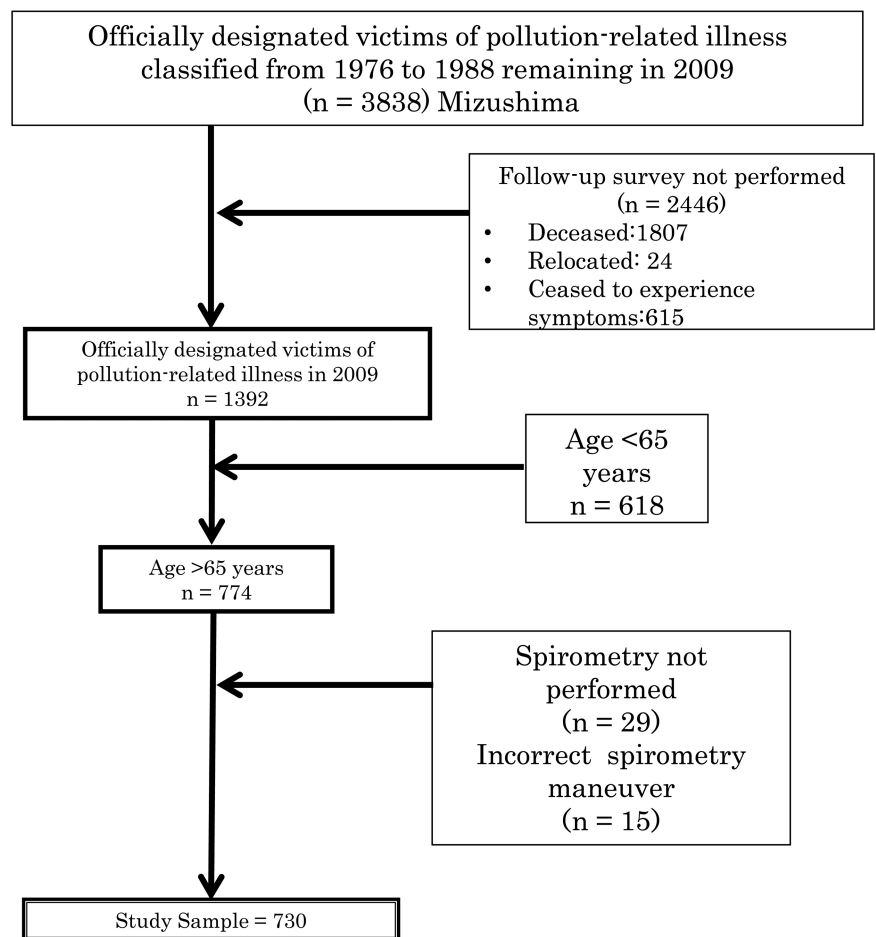 Officially designated victims of pollution-related illness
classified from 1976 to 1988 remaining in 2009
(n = 3838) Mizushima
Follow-up survey not performed
(n = 2446)
• Deceased:1807
• Relocated: 24
• Ceased to experience
symptoms:615
Officially designated victims of
pollution-related illness in 2009
n = 1392
Age <65
years
n = 618
Age >65 years
n = 774
Spirometry not
performed
(n = 29)
Incorrect spirometry
maneuver
(n = 15)
Study Sample = 730